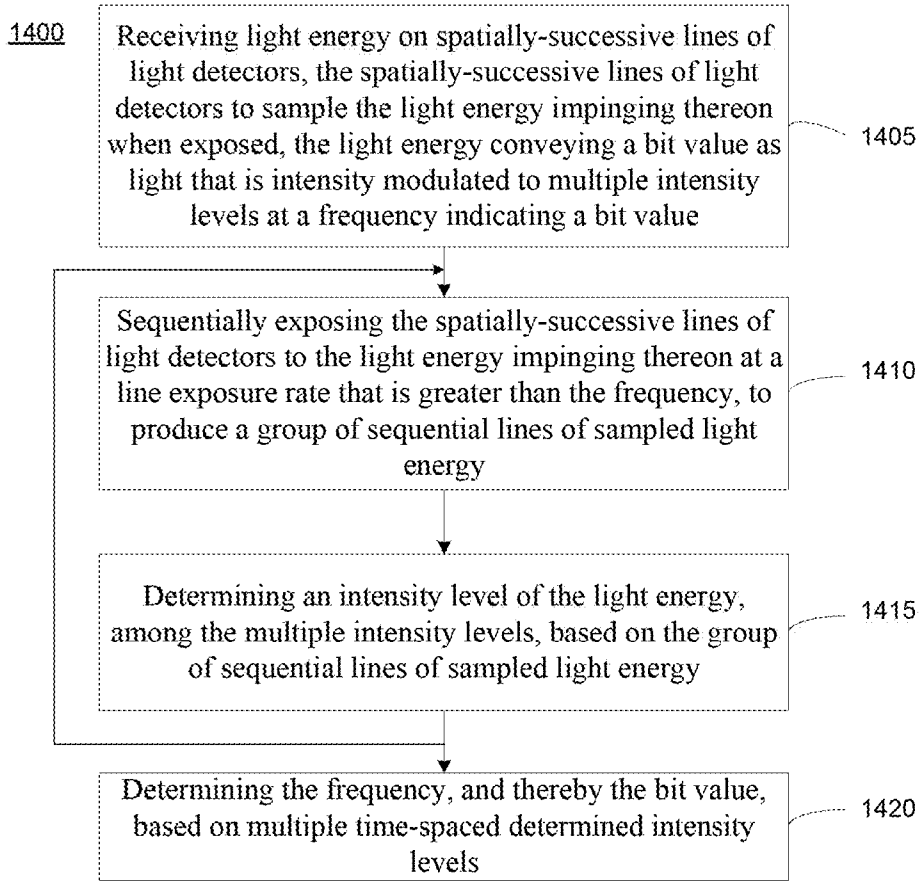 1400
Receiving light energy on spatially-successive lines of
light detectors, the spatially-successive lines of light
detectors to sample the light energy impinging thereon
when exposed, the light energy conveying a bit value as
light that is intensity modulated to multiple intensity
levels at a frequency indicating a bit value
1405
Sequentially exposing the spatially-successive lines of
light detectors to the light energy impinging thereon at a
line exposure rate that is greater than the frequency, to
produce a group of sequential lines of sampled light
energy
1410
Determining an intensity level of the light energy,
among the multiple intensity levels, based on the group
of sequential lines of sampled light energy
1415
Determining the frequency, and thereby the bit value,
based on multiple time-spaced determined intensity
levels
1420